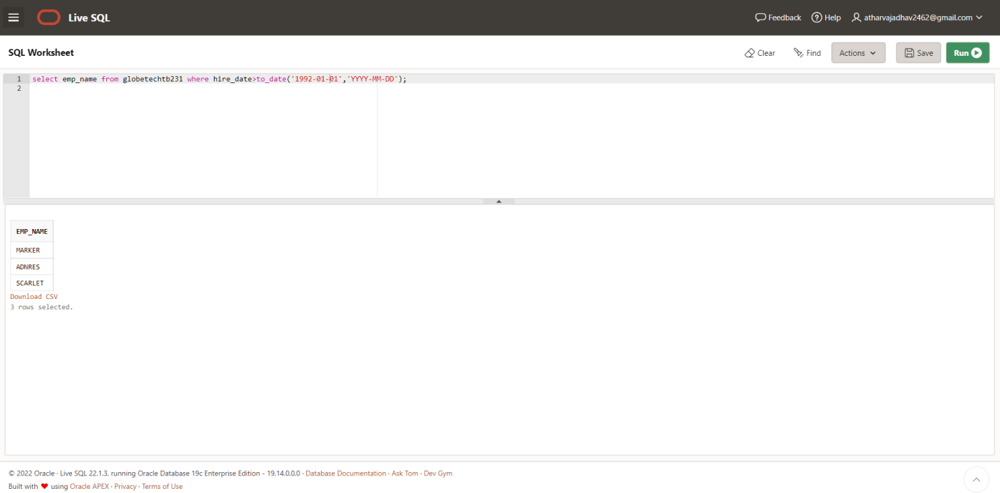 Live SQL
Feedback
Help
atharvajadhav2462@gmail.com
SQL Worksheet
Clear
Find
Actions
Save
Run
1 select emp_name from globetechtb231 where hire_date>to_date('1992-01-01','YYYY-MM-DD');
2
EMP_NAME
MARKER
ADNRES
SCARLET
Download CSV
3 rows selected.
© 2022 Oracle · Live SQL 22.1.3, running Oracle Database 19c Enterprise Edition - 19.14.0.0.0 · Database Documentation · Ask Tom · Dev Gym
Built with ❤ using Oracle APEX · Privacy · Terms of Use